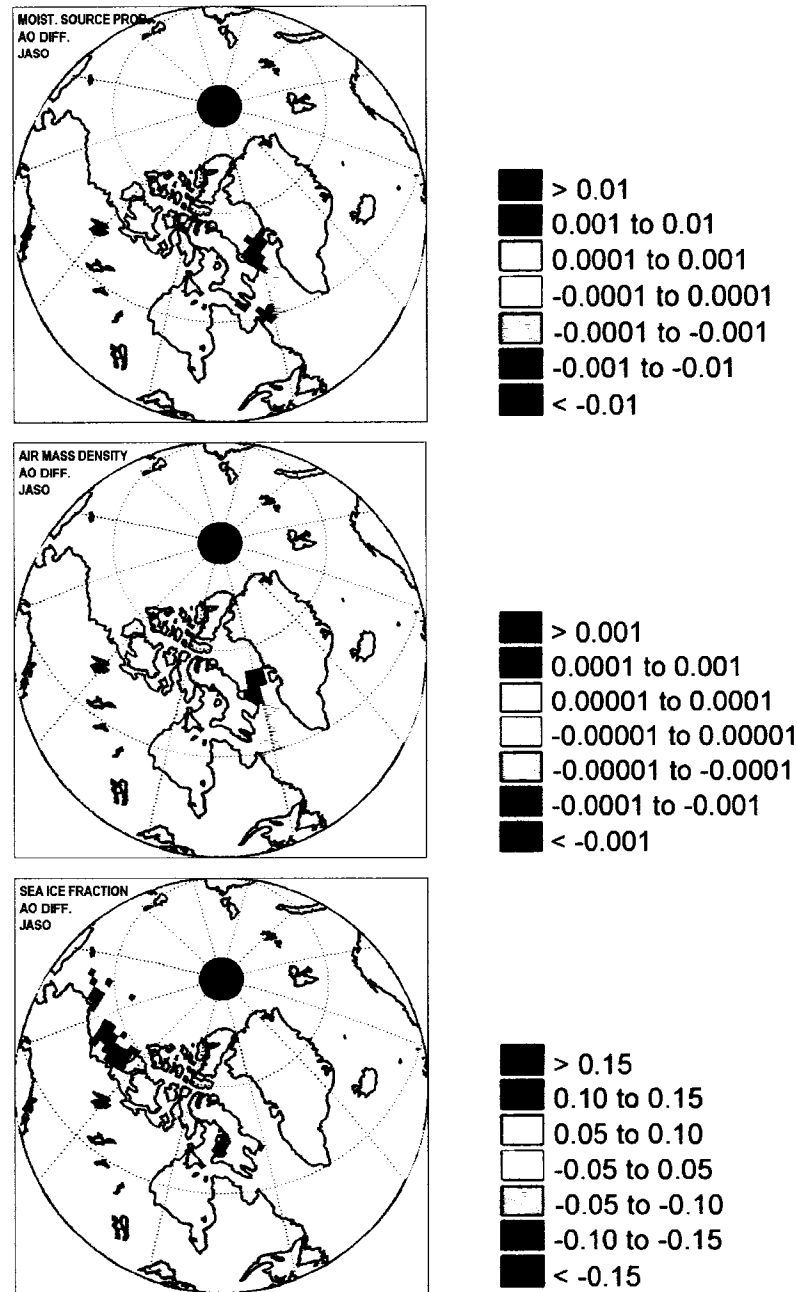 MOIST. SOURCE PROB.
AO DIFF.
JASO
> 0.01
0.001 to 0.01
0.0001 to 0.001
-0.0001 to 0.0001
-0.0001 to -0.001
-0.001 to -0.01
< -0.01
AIR MASS DENSITY
AO DIFF.
JASO
> 0.001
0.0001 to 0.001
0.00001 to 0.0001
-0.00001 to 0.00001
-0.00001 to -0.0001
-0.0001 to -0.001
< -0.001
SEA ICE FRACTION
AO DIFF.
JASO
> 0.15
0.10 to 0.15
0.05 to 0.10
-0.05 to 0.05
-0.05 to -0.10
-0.10 to -0.15
< -0.15